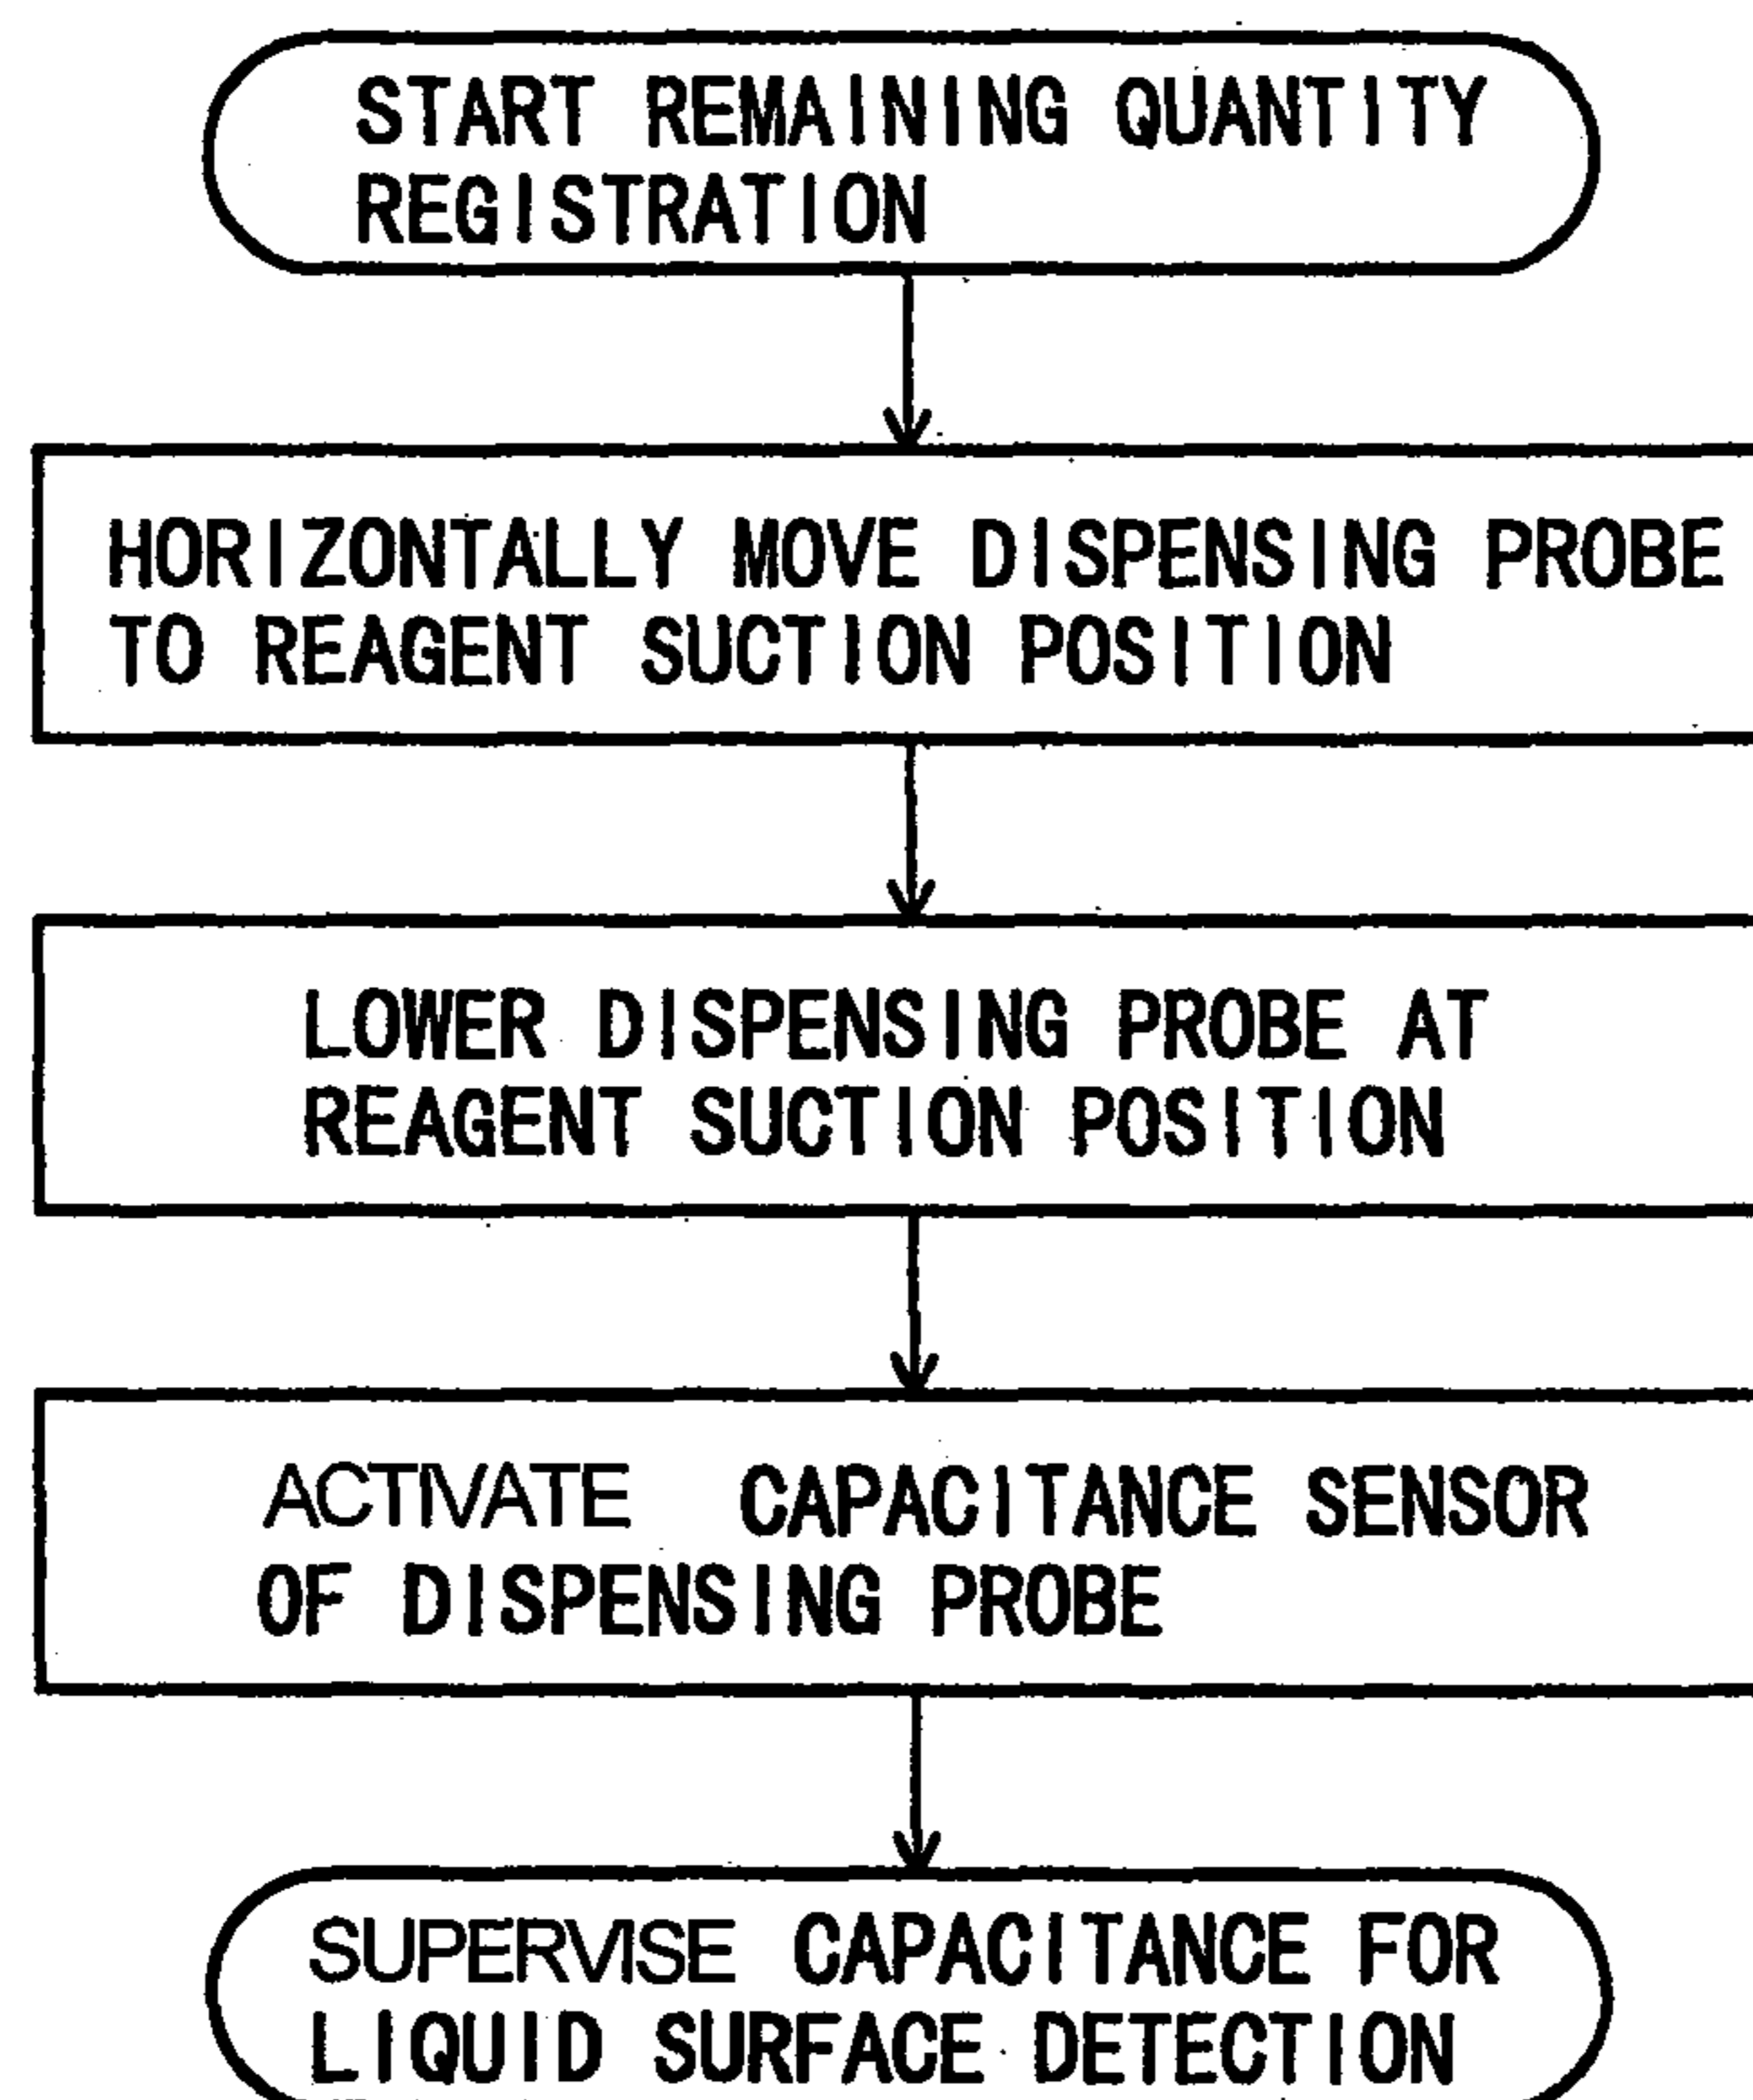 START REMAINING QUANTITY
REGISTRATION
HORIZONTALLY MOVE DISPENSING PROBE
TO REAGENT SUCTION POSITION
LOWER DISPENSING PROBE AT
REAGENT SUCTION POSITION
ACTIVATE CAPACITANCE SENSOR
OF DISPENSING PROBE
SUPERVISE CAPACITANCE FOR
LIQUID SURFACE DETECTION